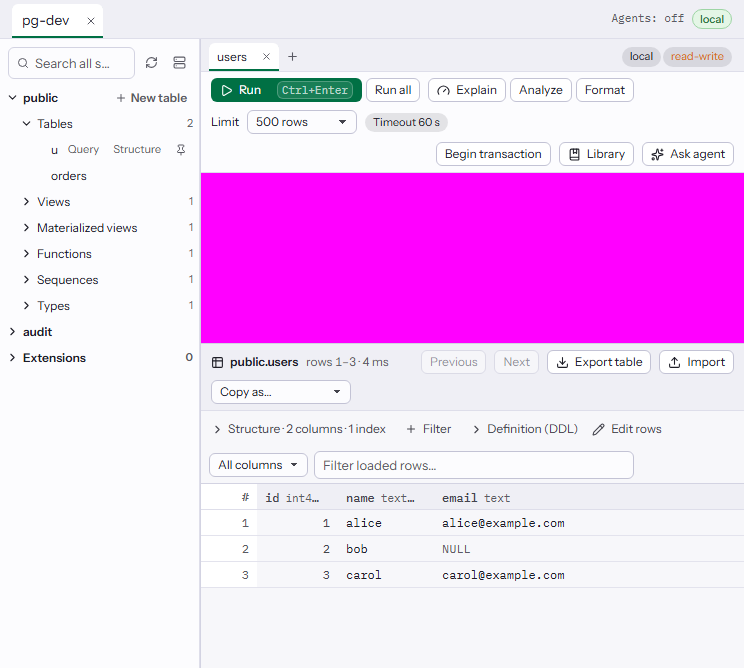 pg-dev
Agents: off local
Search all s...
public + New table
Tables 2
u Query Structure
orders
Views 1
Materialized views 1
Functions 1
Sequences 1
Types 1
audit
Extensions 0
users
local read-write
Run Ctrl+Enter Run all Explain Analyze Format
Limit 500 rows Timeout 60 s
Begin transaction Library Ask agent
public.users rows 1–3 · 4 ms Previous Next Export table Import
Copy as...
Structure · 2 columns · 1 index + Filter Definition (DDL) Edit rows
All columns Filter loaded rows...
# id int4… name text… email text
1 1 alice alice@example.com
2 2 bob NULL
3 3 carol carol@example.com